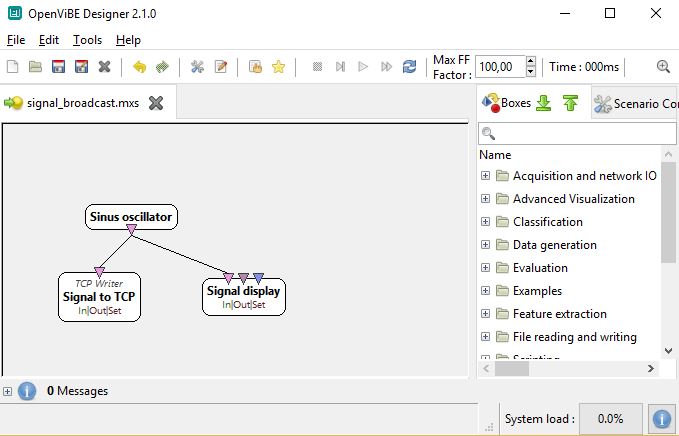 OpenViBE Designer 2.1.0
File Edit Tools Help
Max FF Factor : 100,00 Time : 000ms
signal_broadcast.mxs
Boxes
Scenario Co
Name
Acquisition and network IO
Advanced Visualization
Classification
Data generation
Evaluation
Examples
Feature extraction
File reading and writing
Scripting
Sinus oscillator
TCP Writer
Signal to TCP
In|Out|Set
Signal display
In|Out|Set
0 Messages
System load : 0.0%